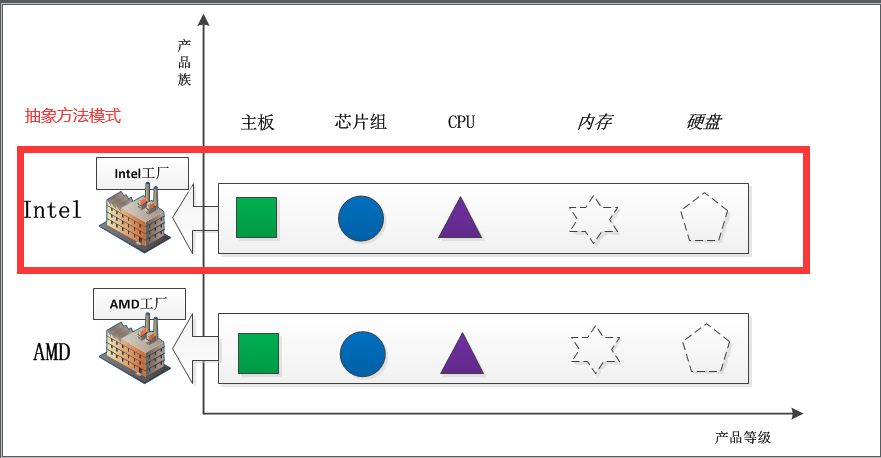 产品族
抽象方法模式
主板 芯片组 CPU 内存 硬盘
Intel工厂
Intel
AMD工厂
AMD
产品等级